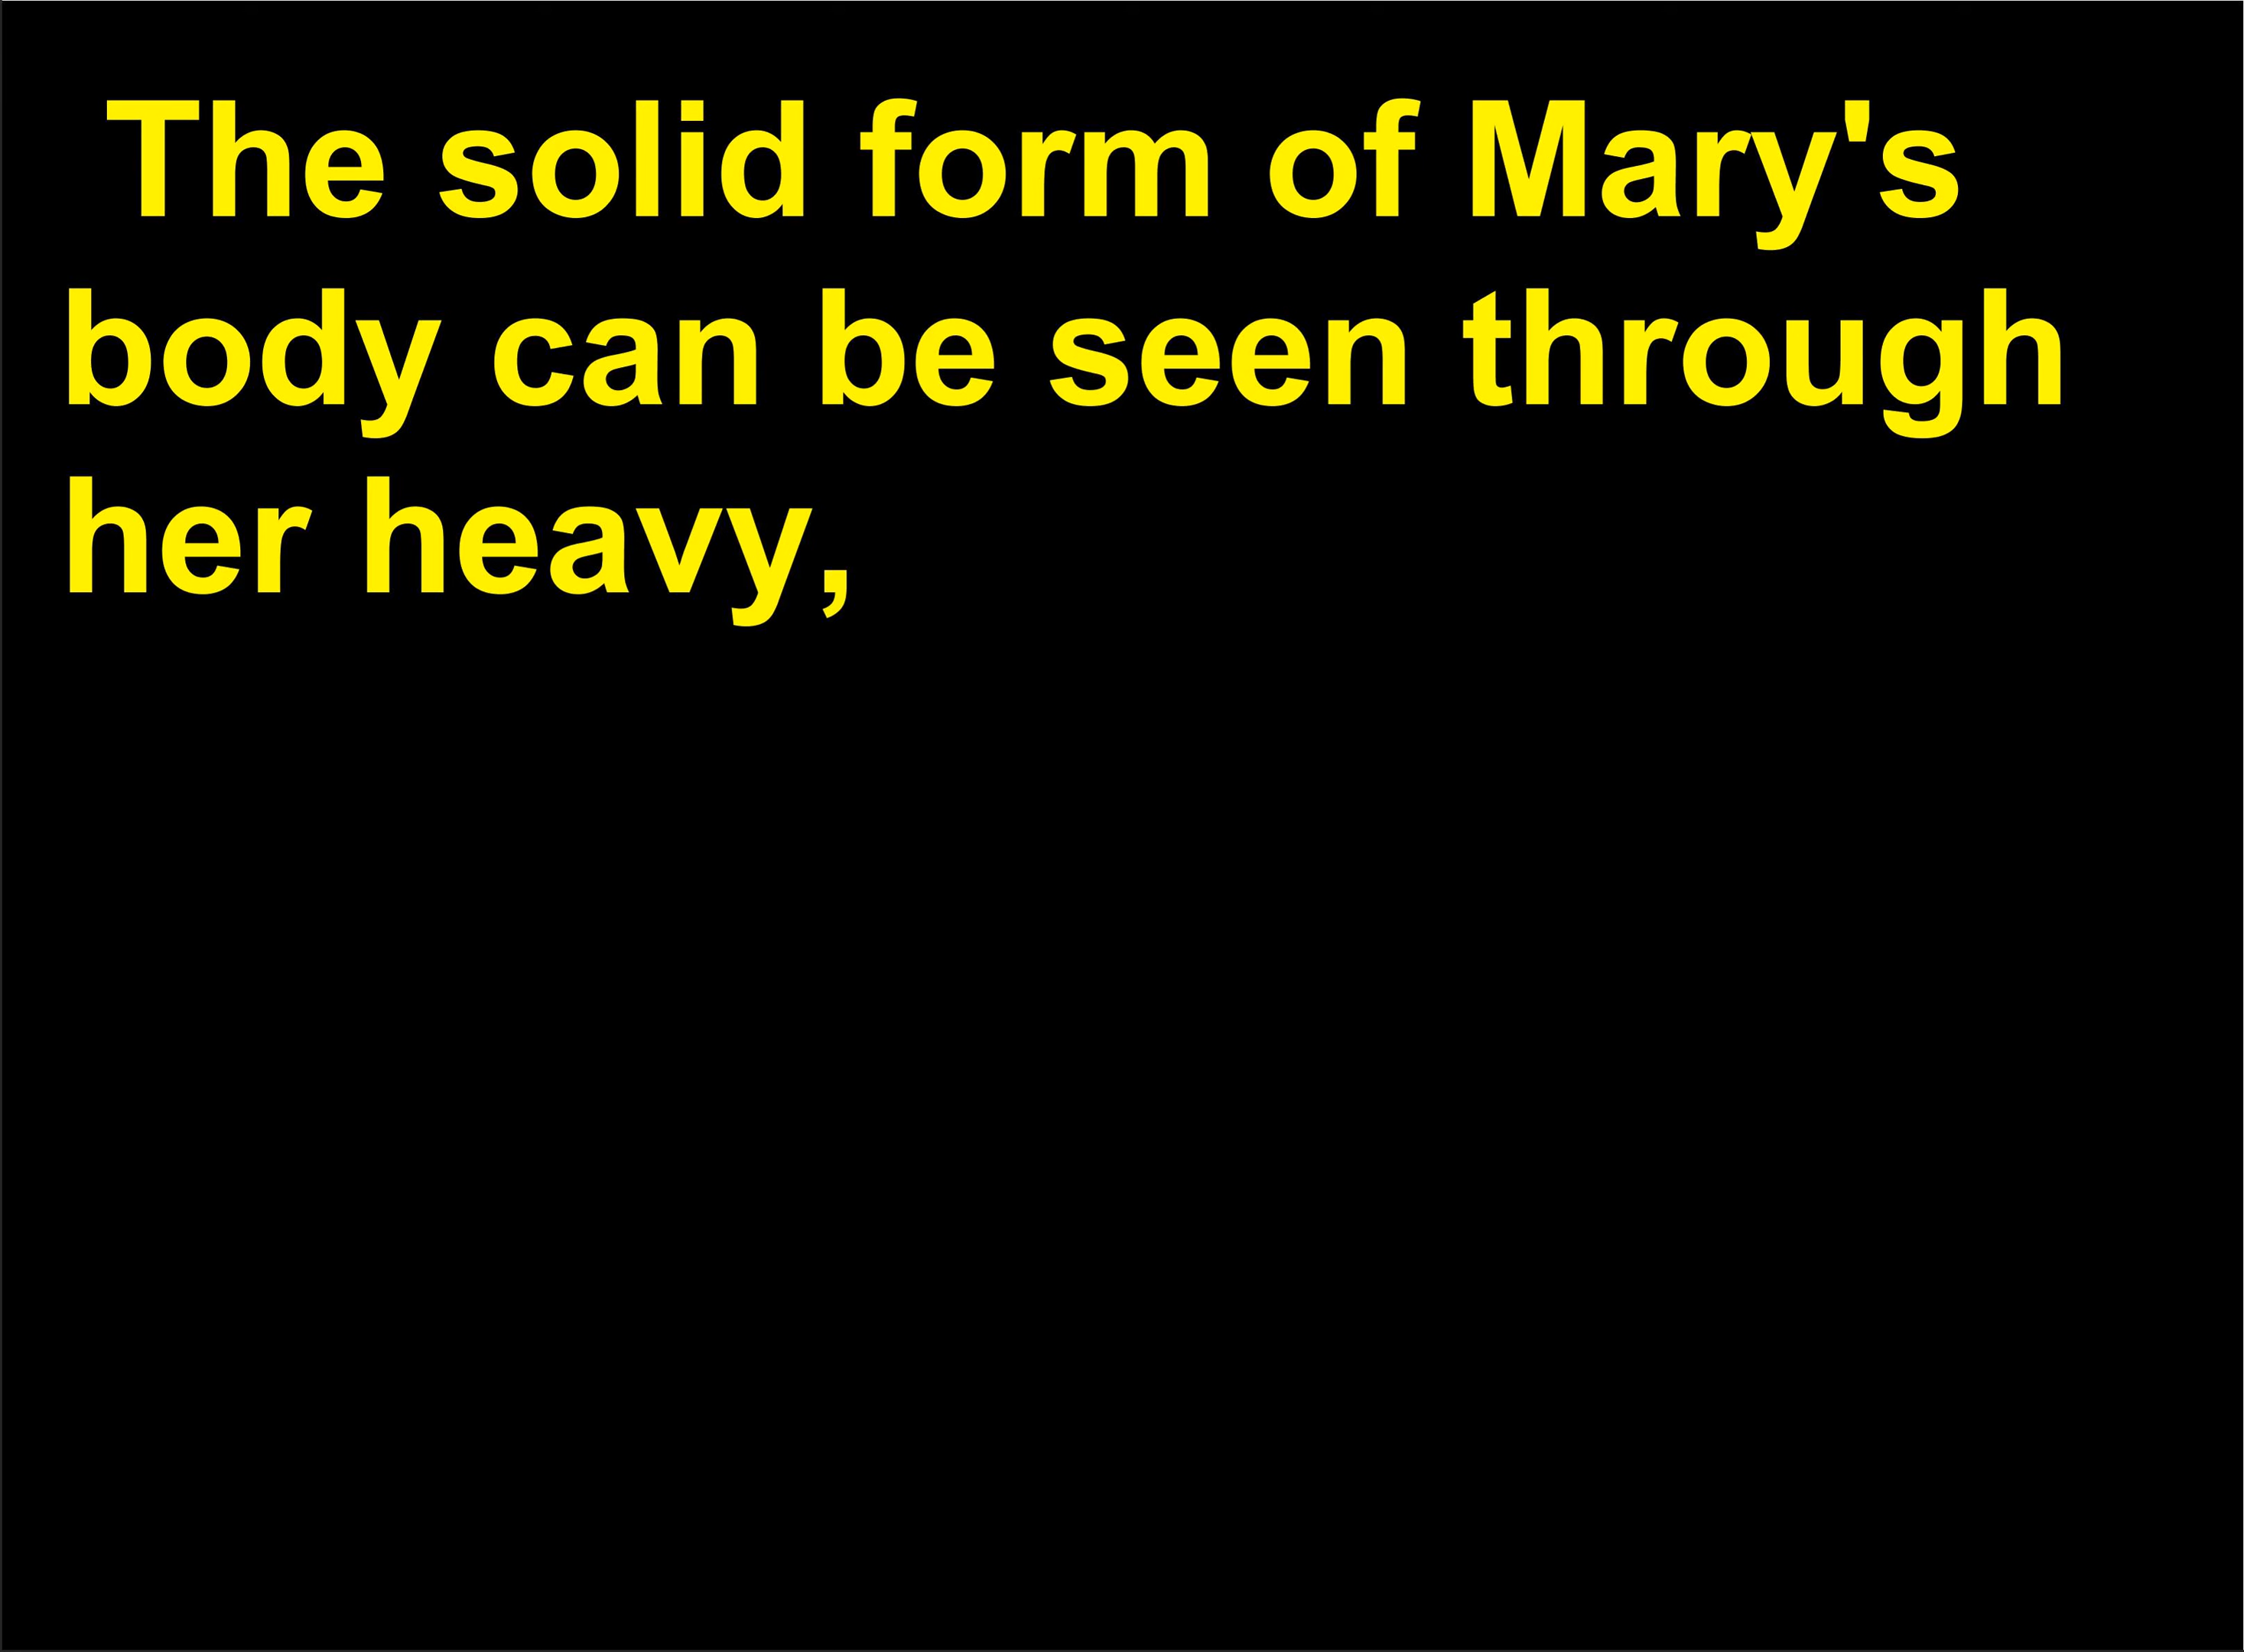 The solid form of Mary's
body can be seen through
her heavy,